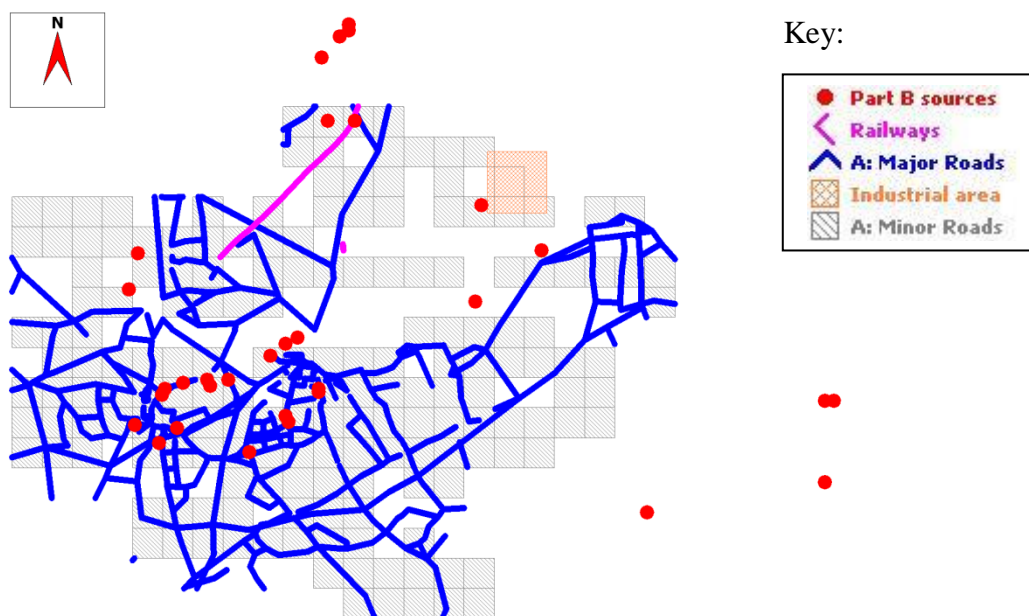 N
Key:
Part B sources
Railways
A: Major Roads
Industrial area
A: Minor Roads